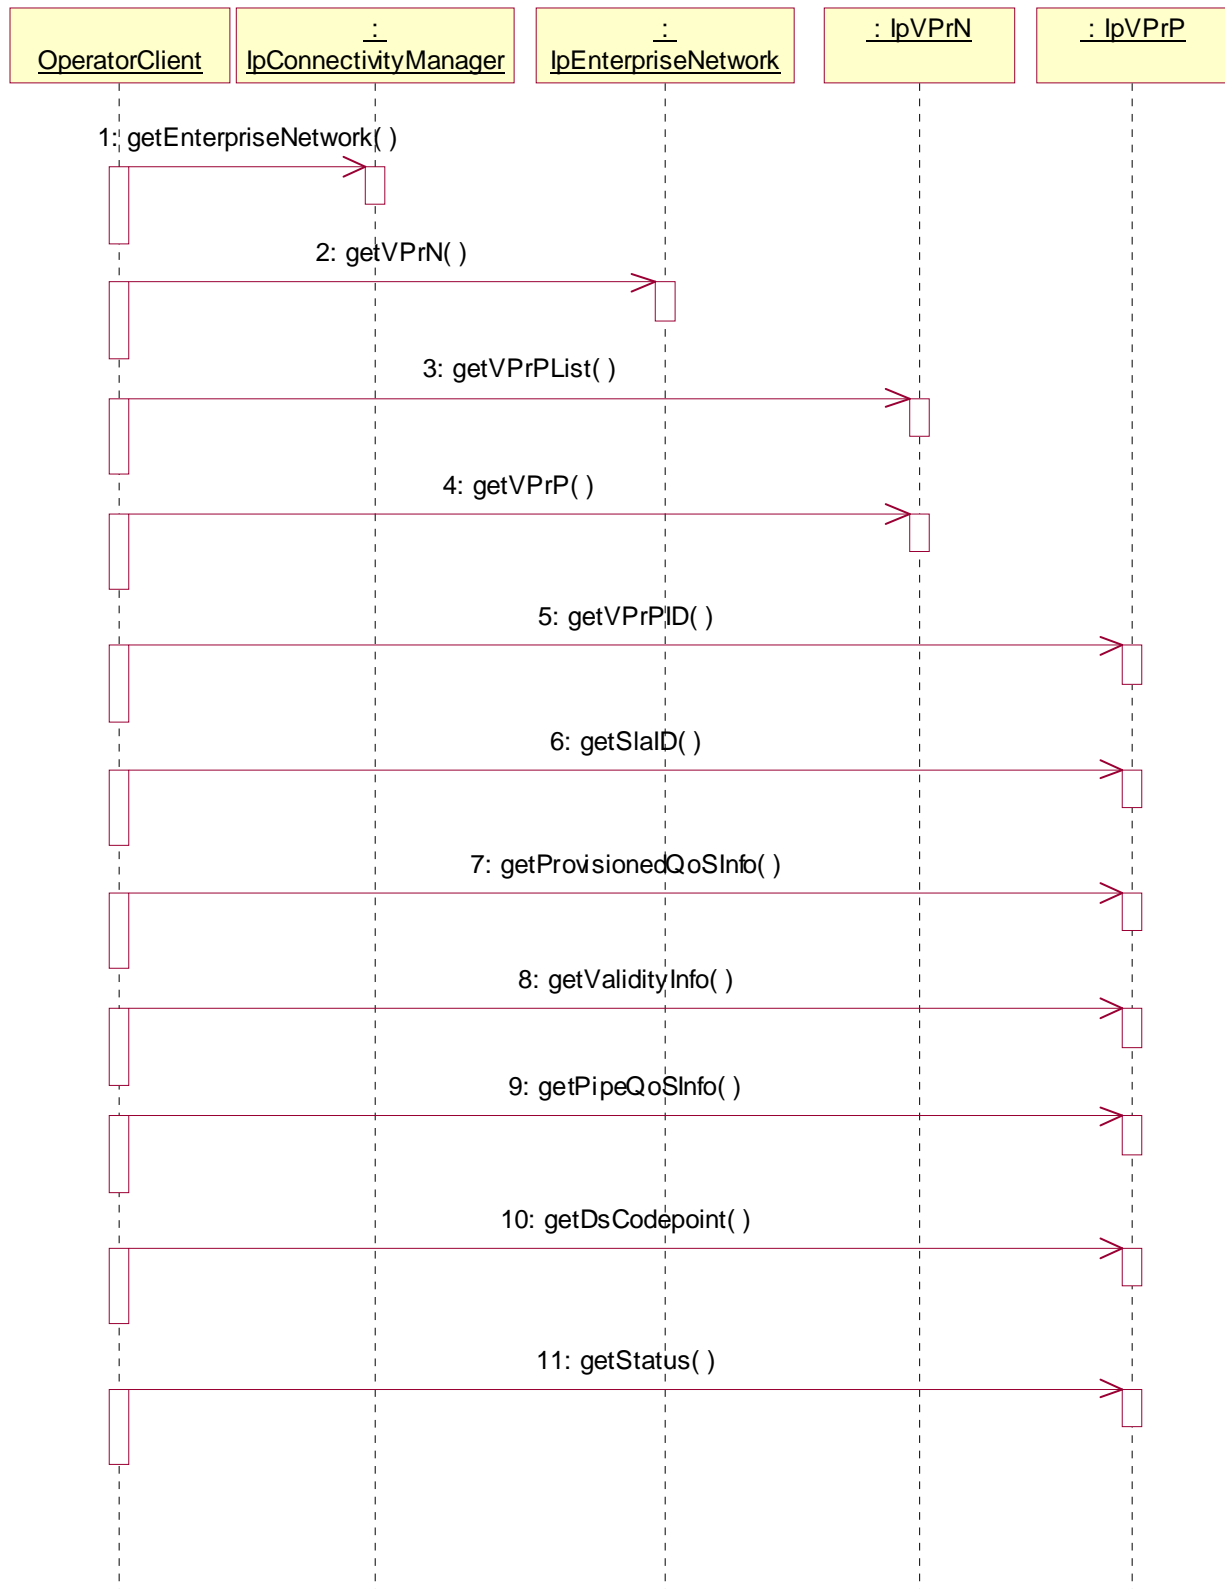 OperatorClient
:
IpConnectivityManager
:
IpEnterpriseNetwork
: IpVPrN
: IpVPrP
1: getEnterpriseNetwork( )
2: getVPrN( )
3: getVPrPList( )
4: getVPrP( )
5: getVPrPID( )
6: getSlaID( )
7: getProvisionedQoSInfo( )
8: getValidityInfo( )
9: getPipeQoSInfo( )
10: getDsCodepoint( )
11: getStatus( )